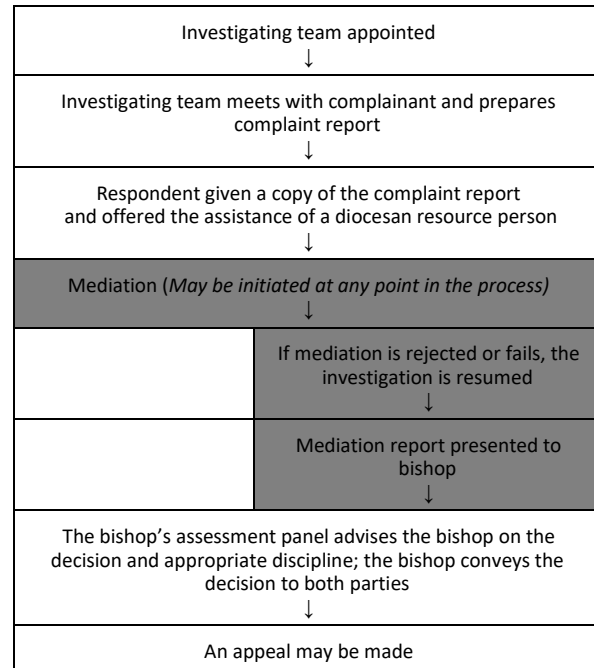 Investigating team appointed
↓
Investigating team meets with complainant and prepares
complaint report
↓
Respondent given a copy of the complaint report
and offered the assistance of a diocesan resource person
↓
Mediation (May be initiated at any point in the process)
↓
If mediation is rejected or fails, the
investigation is resumed
↓
Mediation report presented to
bishop
↓
The bishop’s assessment panel advises the bishop on the
decision and appropriate discipline; the bishop conveys the
decision to both parties
↓
An appeal may be made